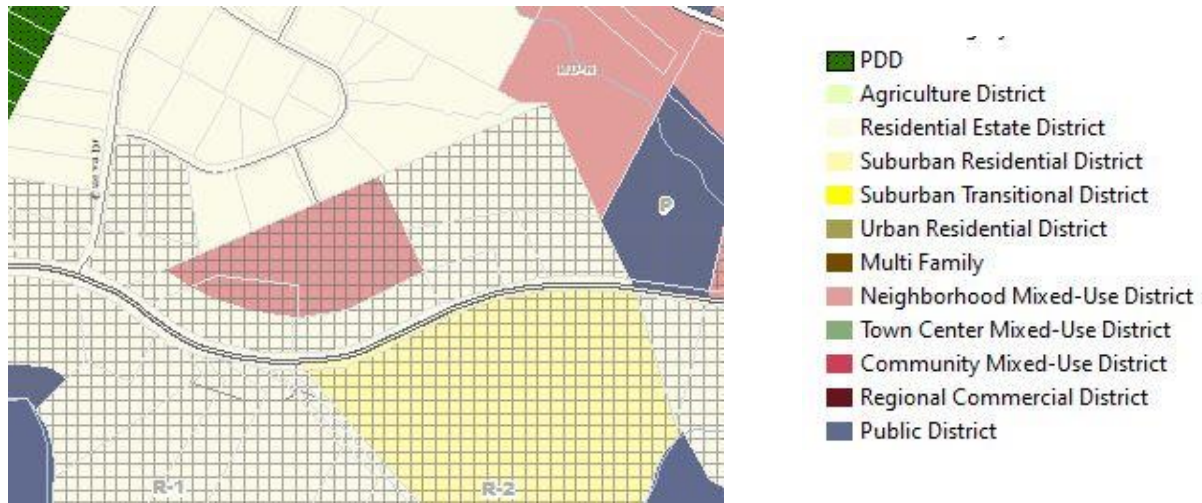 PDD
Agriculture District
Residential Estate District
Suburban Residential District
Suburban Transitional District
Urban Residential District
Multi Family
Neighborhood Mixed-Use District
Town Center Mixed-Use District
Community Mixed-Use District
Regional Commercial District
Public District
P
R-1
R-2